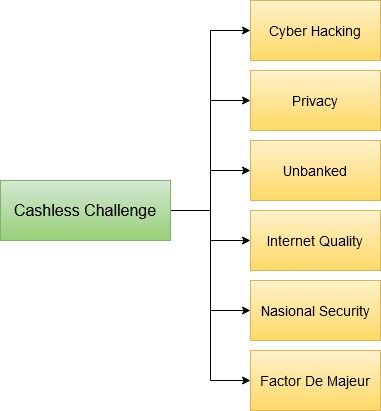 Cyber Hacking
Privacy
Unbanked
Cashless Challenge
Internet Quality
Nasional Security
Factor De Majeur